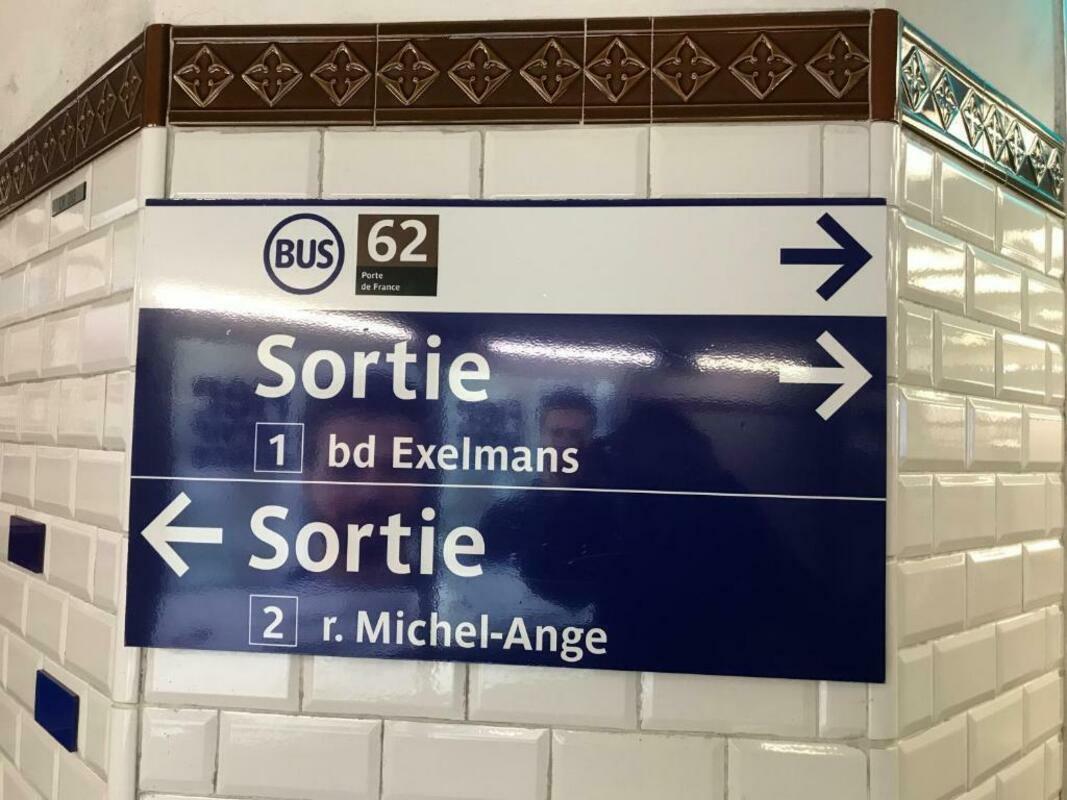 BUS 62
Porte
de France
Sortie
1 bd Exelmans
Sortie
2 r. Michel-Ange